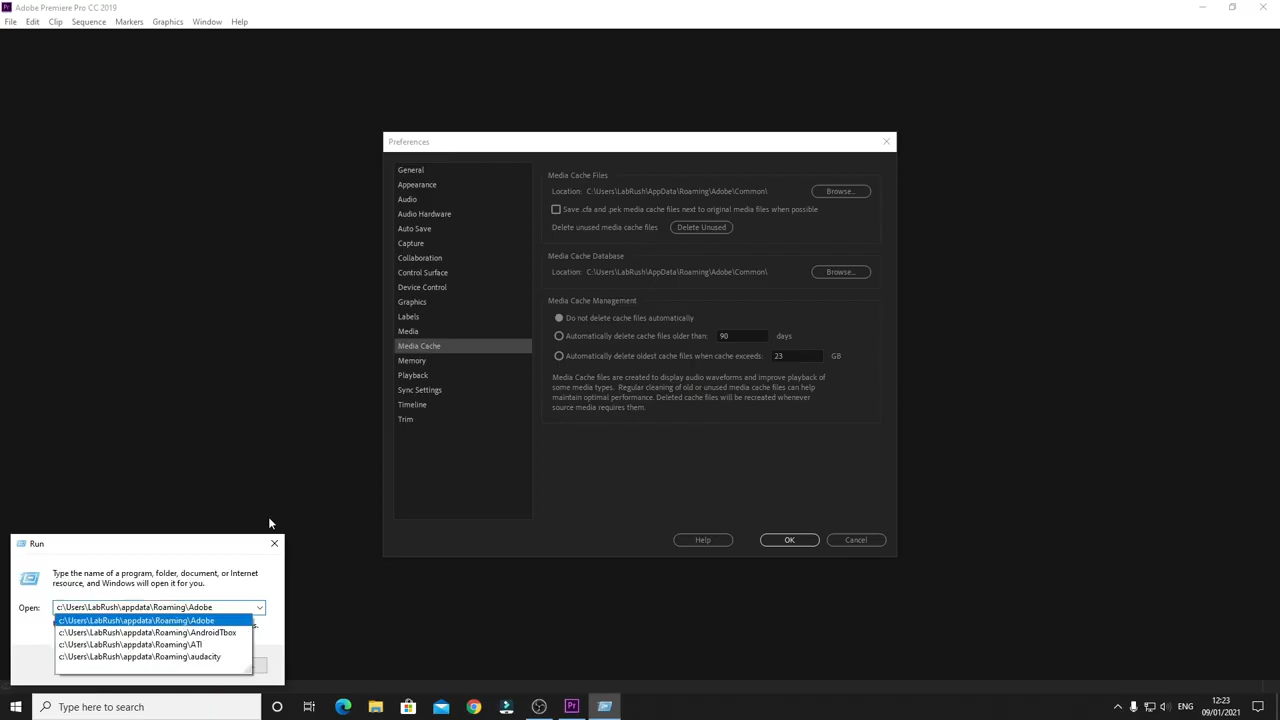 Adobe Premiere Pro CC 2019
File Edit Clip Sequence Markers Graphics Window Help
Preferences
General
Appearance
Audio
Audio Hardware
Auto Save
Capture
Collaboration
Control Surface
Device Control
Graphics
Labels
Media
Media Cache
Memory
Playback
Sync Settings
Timeline
Trim
Media Cache Files
Location: C:\Users\LabRush\AppData\Roaming\Adobe\Common\ Browse...
Save .cfa and .pek media cache files next to original media files when possible
Delete unused media cache files Delete Unused
Media Cache Database
Location: C:\Users\LabRush\AppData\Roaming\Adobe\Common\ Browse...
Media Cache Management
Do not delete cache files automatically
Automatically delete cache files older than: 90 days
Automatically delete oldest cache files when cache exceeds: 23 GB
Media Cache files are created to display audio waveforms and improve playback of
some media types. Regular cleaning of old or unused media cache files can help
maintain optimal performance. Deleted cache files will be recreated whenever
source media requires them.
Help OK Cancel
Run
Type the name of a program, folder, document, or Internet
resource, and Windows will open it for you.
Open: c:\Users\LabRush\appdata\Roaming\Adobe
c:\Users\LabRush\appdata\Roaming\Adobe
c:\Users\LabRush\appdata\Roaming\AndroidTbox
c:\Users\LabRush\appdata\Roaming\ATI
c:\Users\LabRush\appdata\Roaming\audacity
Type here to search
ENG
12:23
09/01/2021